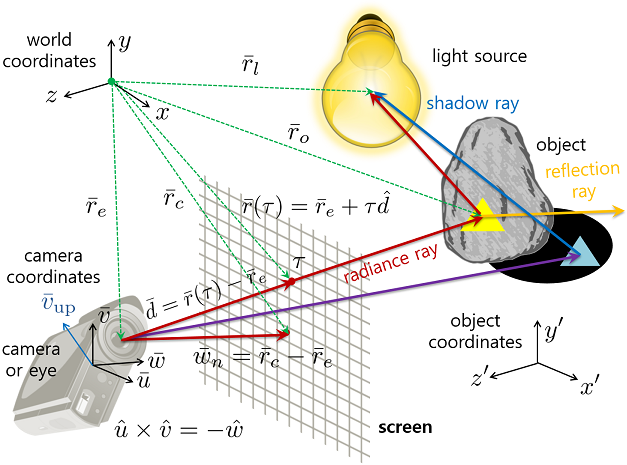 world
coordinates
y
z
x
r̄_l
light source
shadow ray
r̄_o
object
reflection
ray
r̄_e
r̄_c
r̄(τ) = r̄_e + τd̂
τ
radiance ray
camera
coordinates
v̄_up
v̄
d̄ = r̄(τ) − r̄_e
camera
or eye
w̄
ū
w̄_n = r̄_c − r̄_e
object
coordinates
y′
z′
x′
û × v̂ = −ŵ
screen